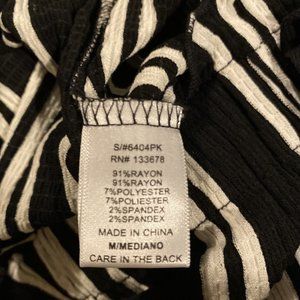 S/#6404PK
RN# 133678
91%RAYON
91%RAYON
7%POLYESTER
7%POLIESTER
2%SPANDEX
2%SPANDEX
MADE IN CHINA
M/MEDIANO
CARE IN THE BACK